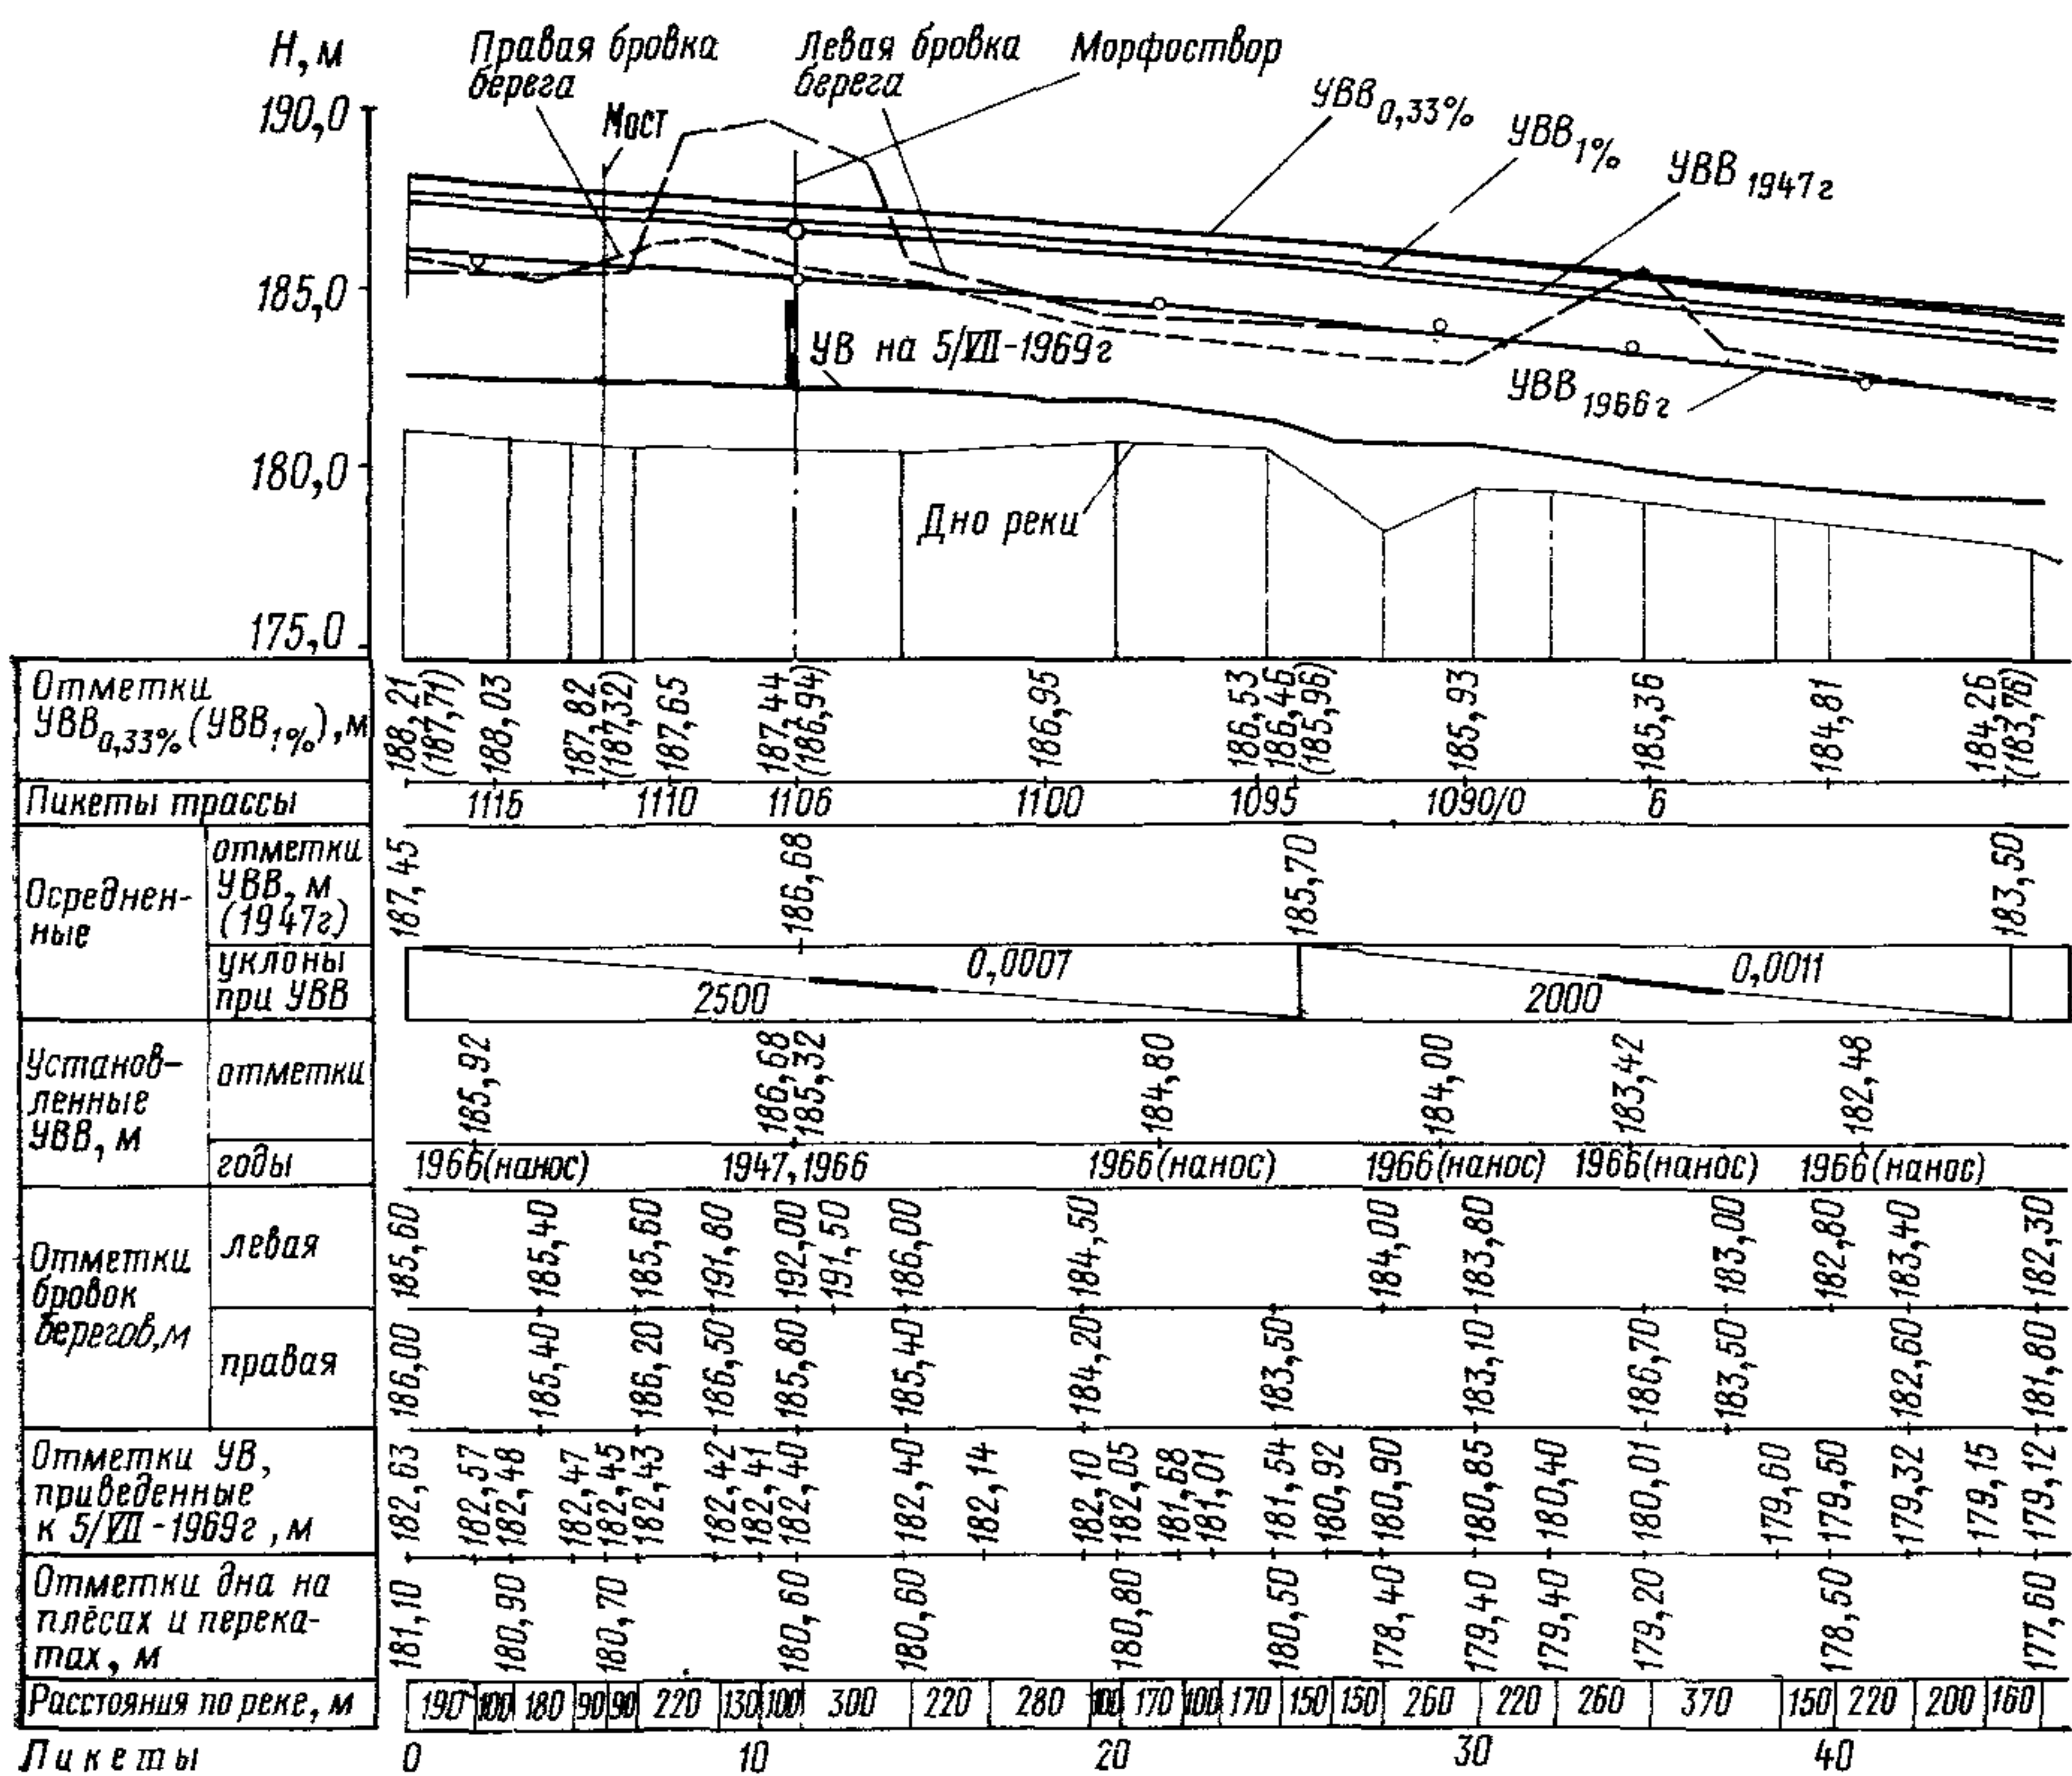 H, м
Правая бровка
берега
Левая бровка
берега
Морфоствор
Мост
УВВ0,33%
УВВ1%
УВВ1947г
190,0
185,0
180,0
175,0
УВ на 5/VII-1969г
УВВ1966г
Дно реки
Отметки
УВВ0,33% (УВВ1%), м
188,21 (187,71) 188,03 187,82 (187,32) 187,65 187,44 (186,94) 186,95 186,53 186,46 (185,96) 185,93 185,36 184,81 184,26 (183,76)
Пикеты трассы
1115 1110 1106 1100 1095 1090/0 6
Осреднен-
ные
отметки
УВВ, м
(1947г)
187,45 186,68 185,70 183,50
уклоны
при УВВ
2500 0,0007 2000 0,0011
Установ-
ленные
УВВ, м
отметки
185,92 186,68 185,32 184,80 184,00 183,42 182,48
годы
1966(нанос) 1947,1966 1966(нанос) 1966(нанос) 1966(нанос) 1966(нанос)
Отметки
бровок
берегов,м
левая
185,60 185,40 185,60 191,80 192,00 191,50 186,00 184,50 184,00 183,80 183,00 182,80 183,40 182,30
правая
186,00 185,40 186,20 186,50 185,80 185,40 184,20 183,50 183,10 186,70 183,50 182,60 181,80
Отметки УВ,
приведенные
к 5/VII-1969г, м
182,63 182,57 182,48 182,47 182,45 182,43 182,42 182,41 182,40 182,40 182,14 182,10 182,05 181,68 181,01 181,54 180,92 180,90 180,85 180,40 180,01 179,60 179,50 179,32 179,15 179,12
Отметки дна на
плёсах и перека-
тах, м
181,10 180,90 180,70 180,60 180,60 180,80 180,50 178,40 179,40 179,40 179,20 178,50 177,60
Расстояния по реке, м
190 100 180 90 90 220 130 100 300 220 280 100 170 100 170 150 150 260 220 260 370 150 220 200 160
Пикеты
0 10 20 30 40